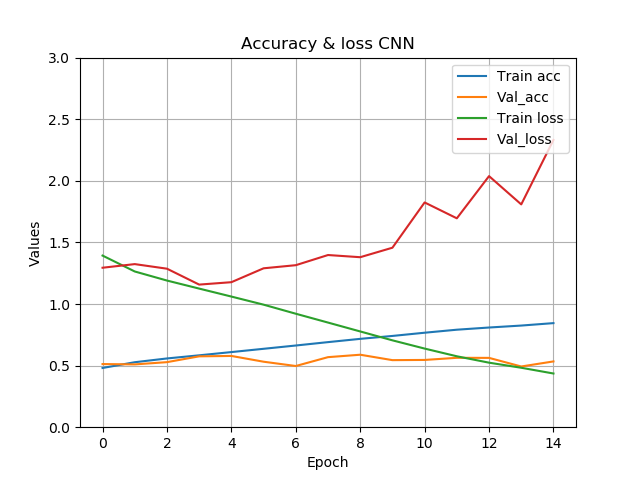 Accuracy & loss CNN
Train acc
Val_acc
Train loss
Val_loss
3.0
2.5
2.0
1.5
1.0
0.5
0.0
Values
0 2 4 6 8 10 12 14
Epoch